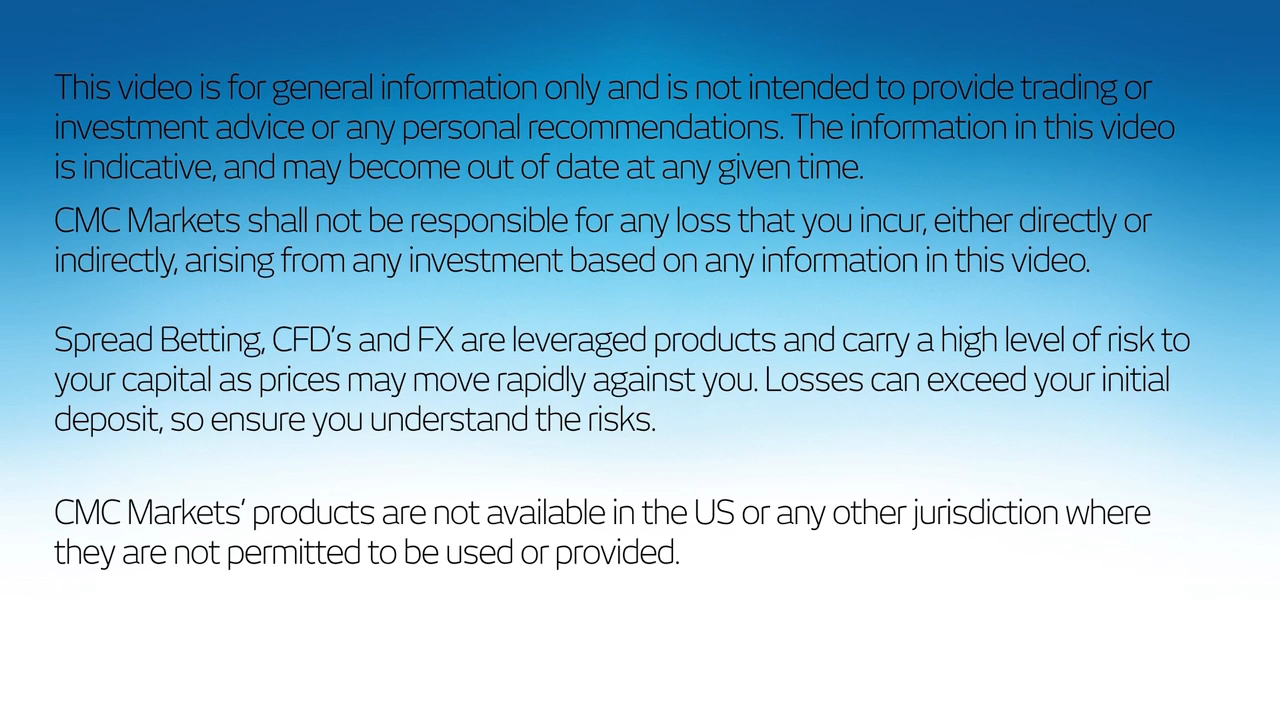 This video is for general information only and is not intended to provide trading or
investment advice or any personal recommendations. The information in this video
is indicative, and may become out of date at any given time.
CMC Markets shall not be responsible for any loss that you incur, either directly or
indirectly, arising from any investment based on any information in this video.
Spread Betting, CFD's and FX are leveraged products and carry a high level of risk to
your capital as prices may move rapidly against you. Losses can exceed your initial
deposit, so ensure you understand the risks.
CMC Markets' products are not available in the US or any other jurisdiction where
they are not permitted to be used or provided.